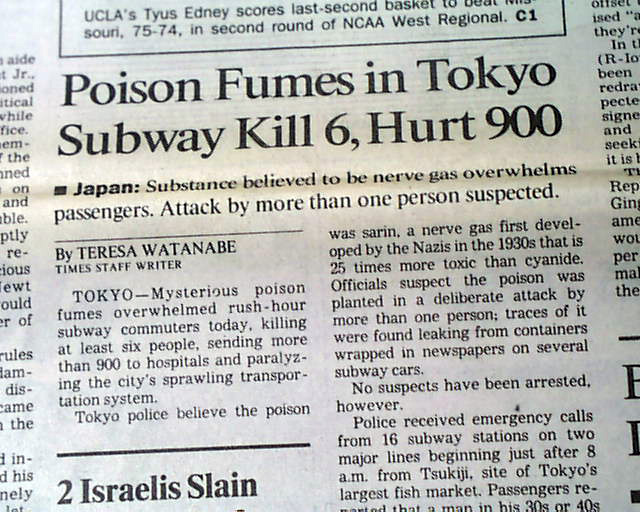 UCLA's Tyus Edney scores last-second basket to beat Mis-
souri, 75-74, in second round of NCAA West Regional. C1
Poison Fumes in Tokyo
Subway Kill 6, Hurt 900
■ Japan: Substance believed to be nerve gas overwhelms
passengers. Attack by more than one person suspected.
By TERESA WATANABE
TIMES STAFF WRITER
TOKYO—Mysterious poison
fumes overwhelmed rush-hour
subway commuters today, killing
at least six people, sending more
than 900 to hospitals and paralyz-
ing the city's sprawling transpor-
tation system.
Tokyo police believe the poison
was sarin, a nerve gas first devel-
oped by the Nazis in the 1930s that is
25 times more toxic than cyanide.
Officials suspect the poison was
planted in a deliberate attack by
more than one person; traces of it
were found leaking from containers
wrapped in newspapers on several
subway cars.
No suspects have been arrested,
however.
Police received emergency calls
from 16 subway stations on two
major lines beginning just after 8
a.m. from Tsukiji, site of Tokyo's
largest fish market. Passengers re-
ported that a man in his 30s or 40s
2 Israelis Slain